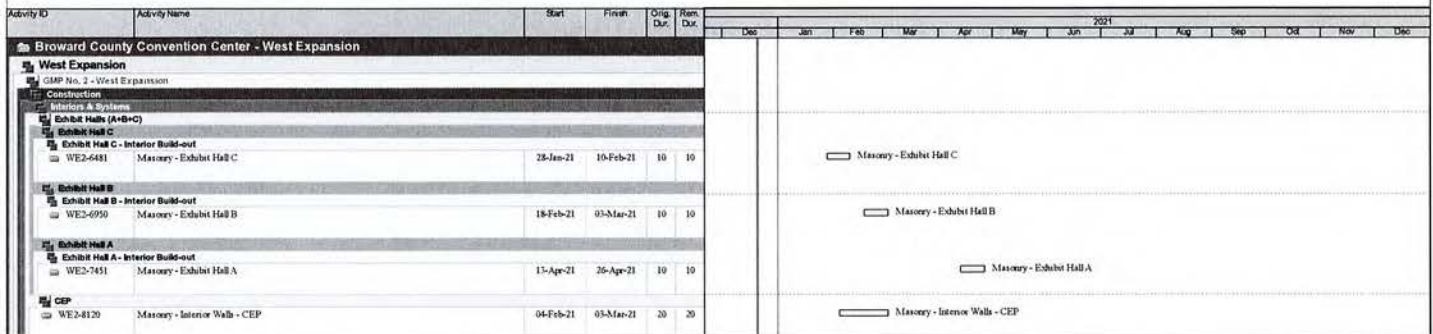 Activity ID Activity Name Start Finish Orig. Dur. Rem. Dur.
2021
Dec Jan Feb Mar Apr May Jun Jul Aug Sep Oct Nov Dec
Broward County Convention Center - West Expansion
West Expansion
GMP No. 2 - West Expansion
Construction
Interiors & Systems
Exhibit Halls (A+B+C)
Exhibit Hall C
Exhibit Hall C - Interior Build-out
WE2-6481 Masonry - Exhibit Hall C 28-Jan-21 10-Feb-21 10 10 Masonry - Exhibit Hall C
Exhibit Hall B
Exhibit Hall B - Interior Build-out
WE2-6950 Masonry - Exhibit Hall B 18-Feb-21 03-Mar-21 10 10 Masonry - Exhibit Hall B
Exhibit Hall A
Exhibit Hall A - Interior Build-out
WE2-7451 Masonry - Exhibit Hall A 13-Apr-21 26-Apr-21 10 10 Masonry - Exhibit Hall A
CEP
WE2-8120 Masonry - Interior Walls - CEP 04-Feb-21 03-Mar-21 20 20 Masonry - Interior Walls - CEP